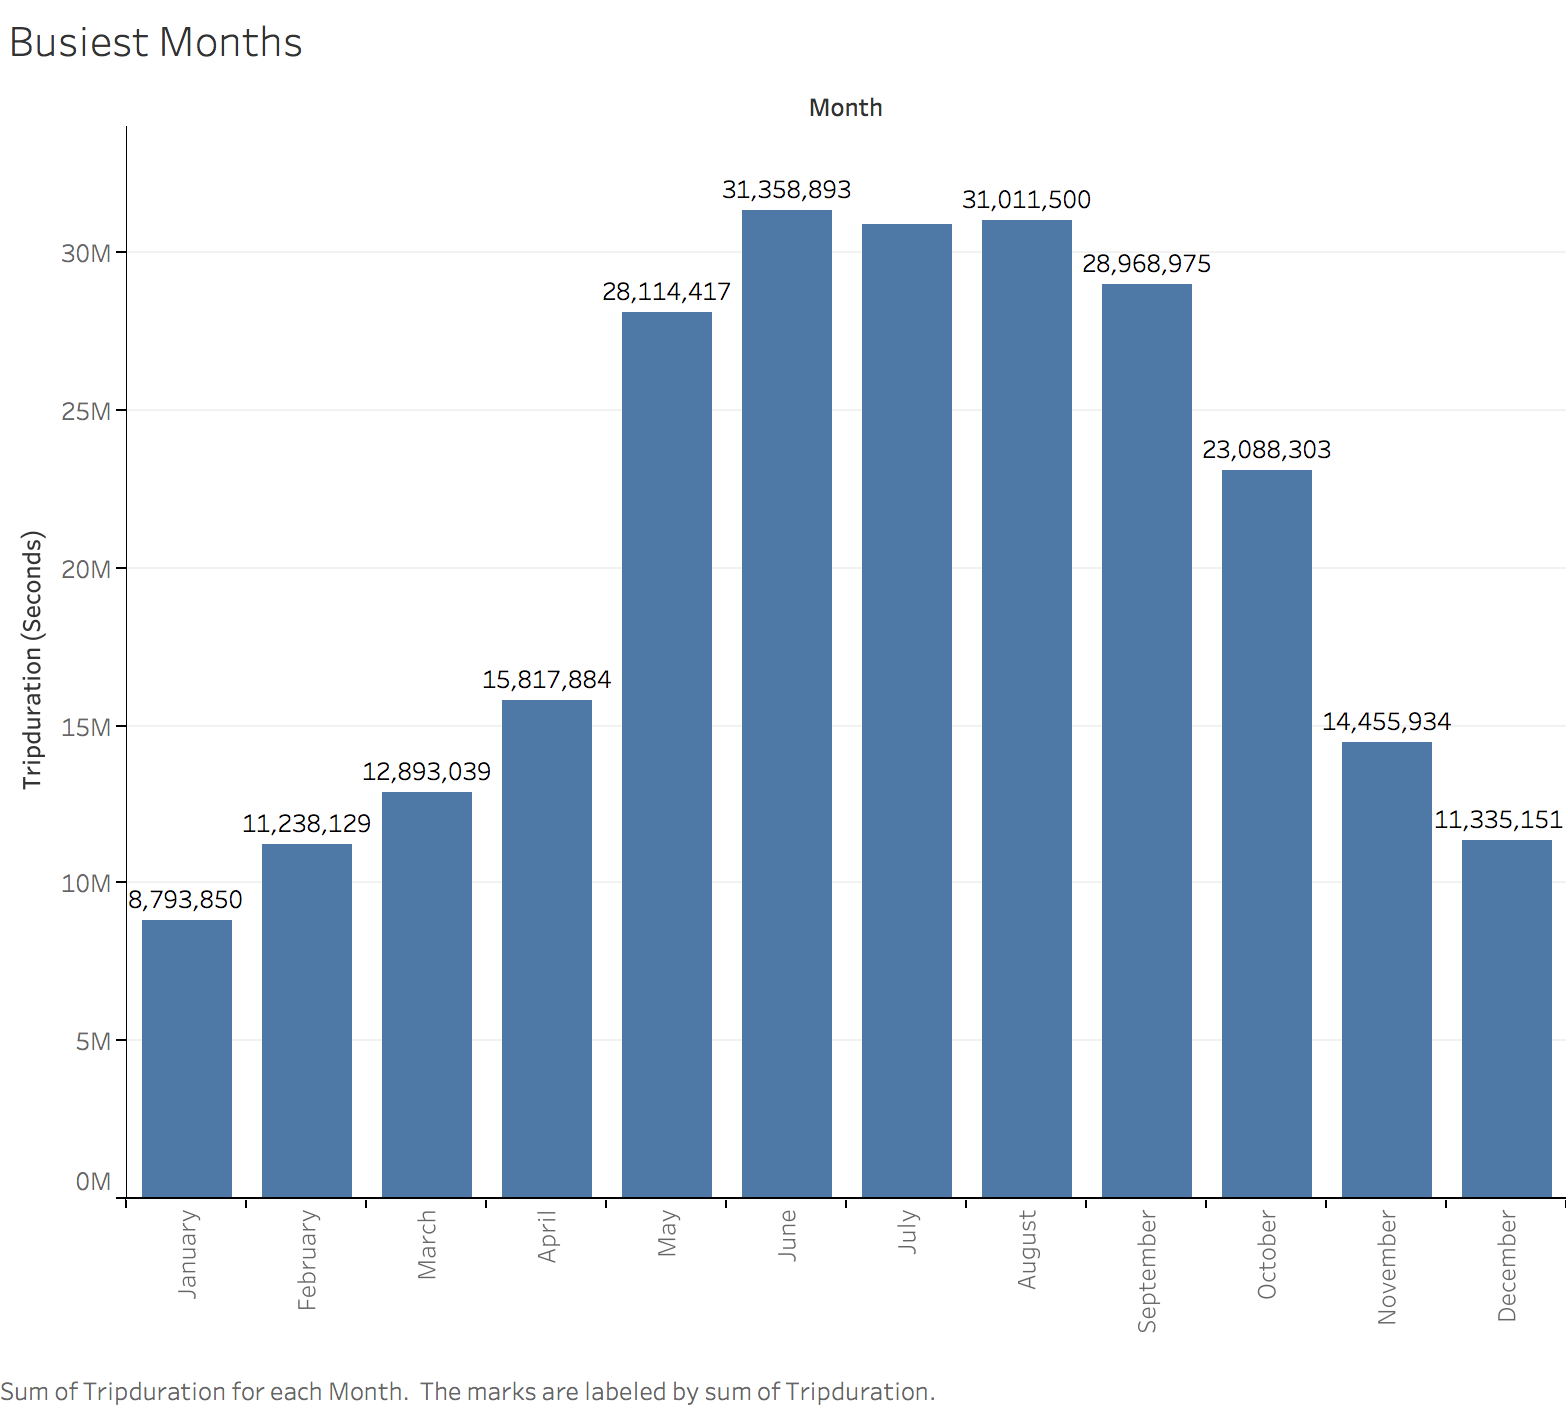 Busiest Months
Month
31,358,893
31,011,500
28,968,975
28,114,417
23,088,303
15,817,884
14,455,934
12,893,039
11,238,129
11,335,151
8,793,850
30M
25M
20M
15M
10M
5M
0M
Tripduration (Seconds)
January
February
March
April
May
June
July
August
September
October
November
December
Sum of Tripduration for each Month. The marks are labeled by sum of Tripduration.